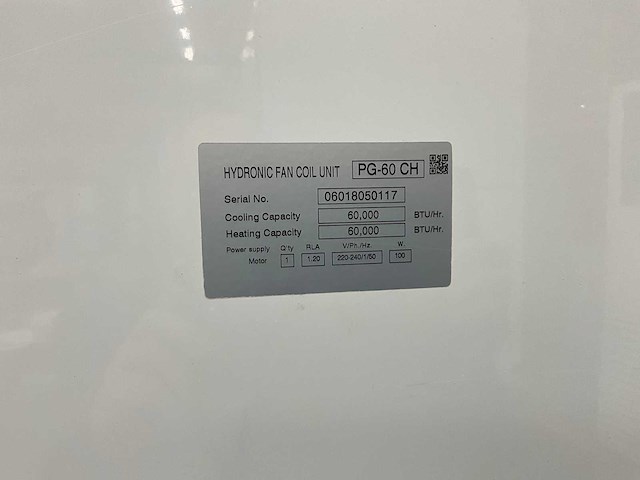 HYDRONIC FAN COIL UNIT PG-60 CH
Serial No. 06018050117
Cooling Capacity 60,000 BTU/Hr.
Heating Capacity 60,000 BTU/Hr.
Power supply Q'ty RLA V/Ph./Hz. W.
Motor 1 1.20 220-240/1/50 100